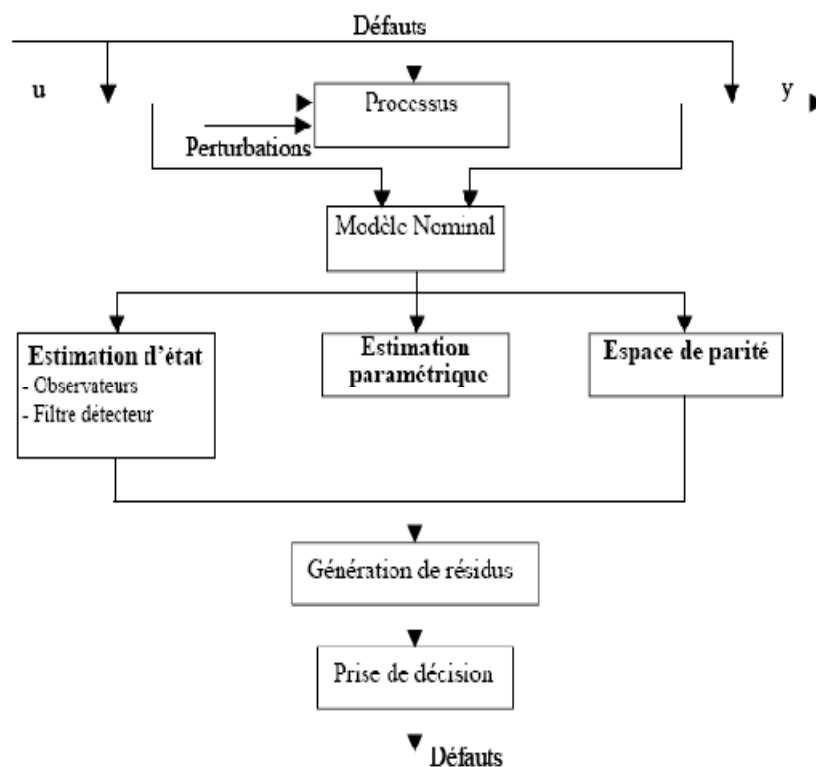 Défauts
u
y
Processus
Perturbations
Modèle Nominal
Estimation d'état
- Observateurs
- Filtre détecteur
Estimation
paramétrique
Espace de parité
Génération de résidus
Prise de décision
Défauts